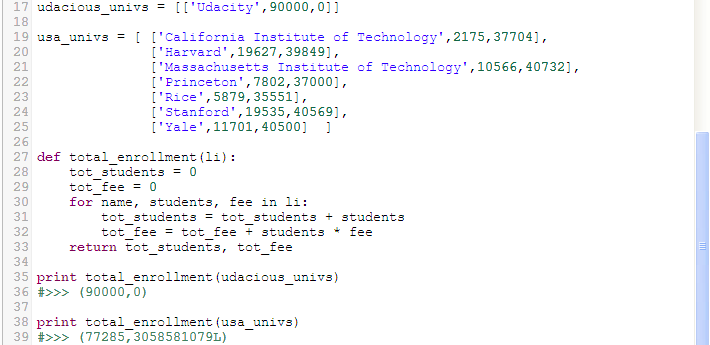 17 udacious_univs = [['Udacity',90000,0]]
18
19 usa_univs = [ ['California Institute of Technology',2175,37704],
20 ['Harvard',19627,39849],
21 ['Massachusetts Institute of Technology',10566,40732],
22 ['Princeton',7802,37000],
23 ['Rice',5879,35551],
24 ['Stanford',19535,40569],
25 ['Yale',11701,40500] ]
26
27 def total_enrollment(li):
28 tot_students = 0
29 tot_fee = 0
30 for name, students, fee in li:
31 tot_students = tot_students + students
32 tot_fee = tot_fee + students * fee
33 return tot_students, tot_fee
34
35 print total_enrollment(udacious_univs)
36 #>>> (90000,0)
37
38 print total_enrollment(usa_univs)
39 #>>> (77285,3058581079L)